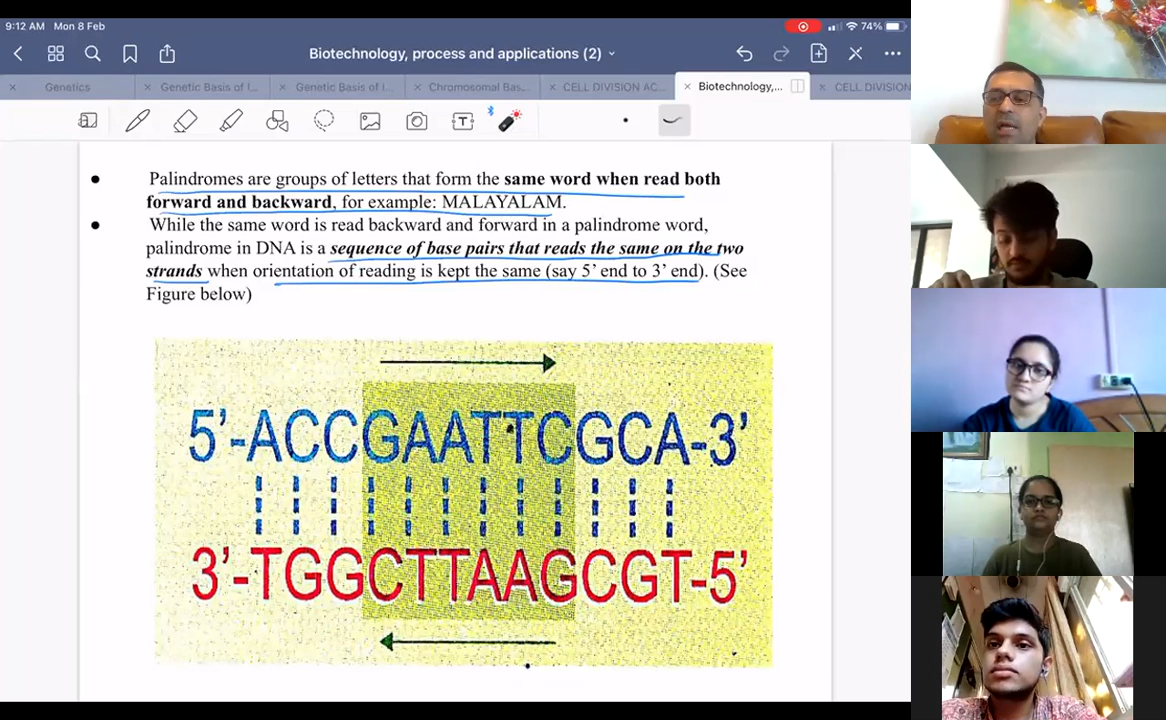 9:12 AM Mon 8 Feb
74%
Biotechnology, process and applications (2)
Genetics
Genetic Basis of I...
Genetic Basis of I...
Chromosomal Bas...
CELL DIVISION AC...
Biotechnology,...
CELL DIVISION
T
● Palindromes are groups of letters that form the same word when read both
forward and backward, for example: MALAYALAM.
● While the same word is read backward and forward in a palindrome word,
palindrome in DNA is a sequence of base pairs that reads the same on the two
strands when orientation of reading is kept the same (say 5’ end to 3’ end). (See
Figure below)
5’-ACCGAATTCGCA-3’
3’-TGGCTTAAGCGT-5’